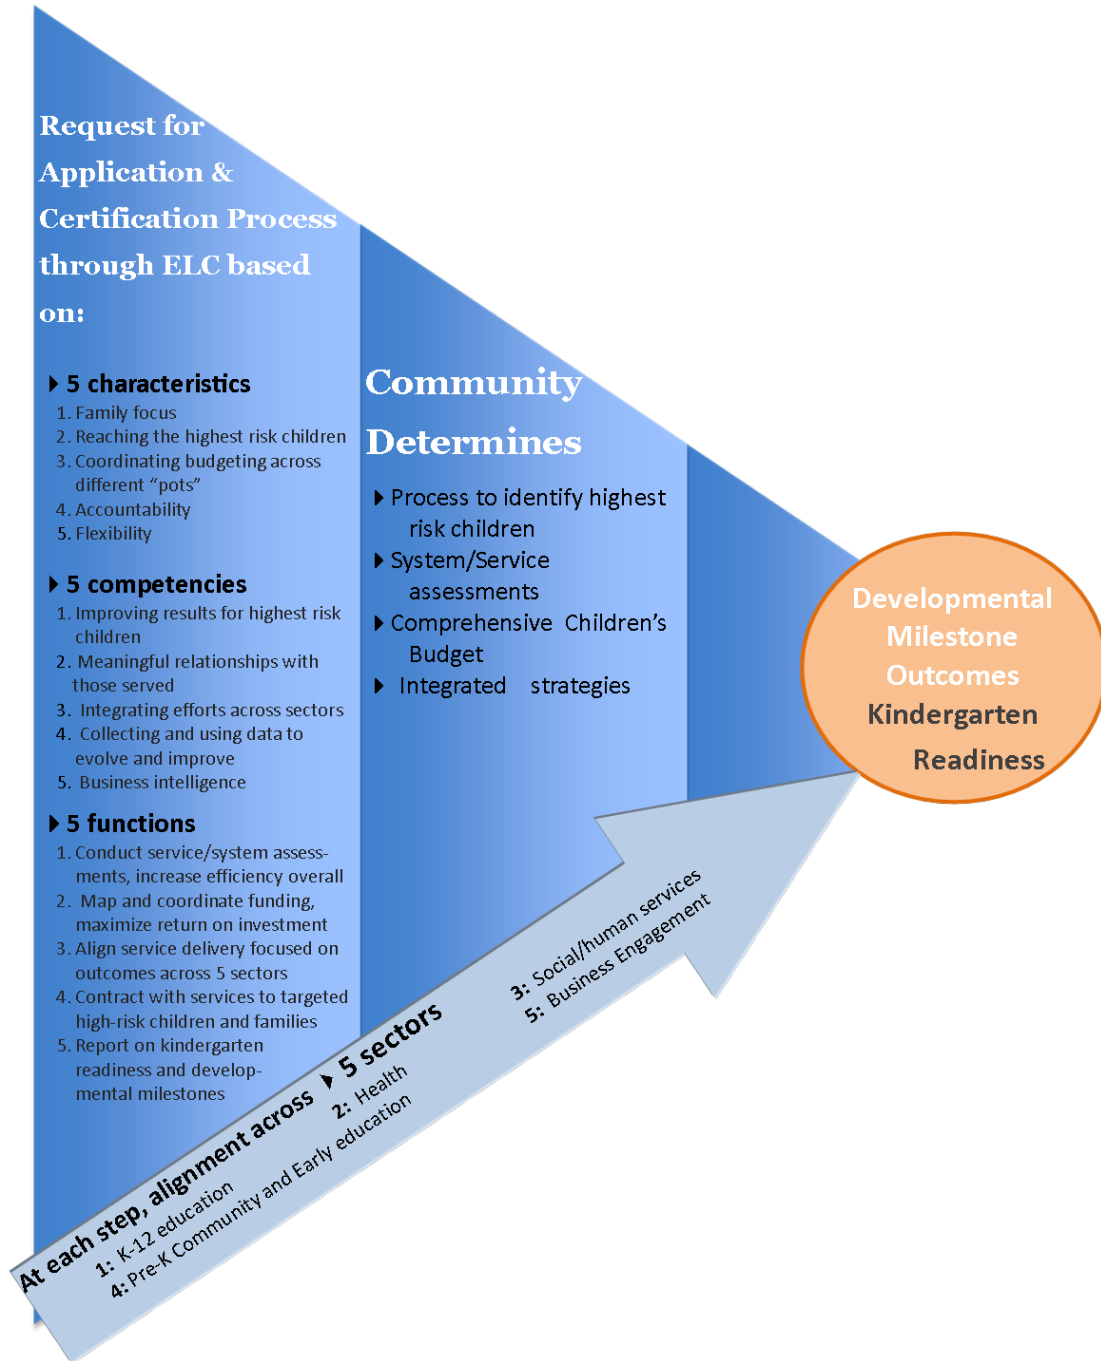 Request for
Application &
Certification Process
through ELC based
on:
5 characteristics
1. Family focus
2. Reaching the highest risk children
3. Coordinating budgeting across
different “pots”
4. Accountability
5. Flexibility
5 competencies
1. Improving results for highest risk
children
2. Meaningful relationships with
those served
3. Integrating efforts across sectors
4. Collecting and using data to
evolve and improve
5. Business intelligence
5 functions
1. Conduct service/system assess-
ments, increase efficiency overall
2. Map and coordinate funding,
maximize return on investment
3. Align service delivery focused on
outcomes across 5 sectors
4. Contract with services to targeted
high-risk children and families
5. Report on kindergarten
readiness and develop-
mental milestones
Community
Determines
Process to identify highest
risk children
System/Service
assessments
Comprehensive Children’s
Budget
Integrated strategies
Developmental
Milestone
Outcomes
Kindergarten
Readiness
At each step, alignment across 5 sectors
1: K-12 education
2: Health
3: Social/human services
4: Pre-K Community and Early education
5: Business Engagement